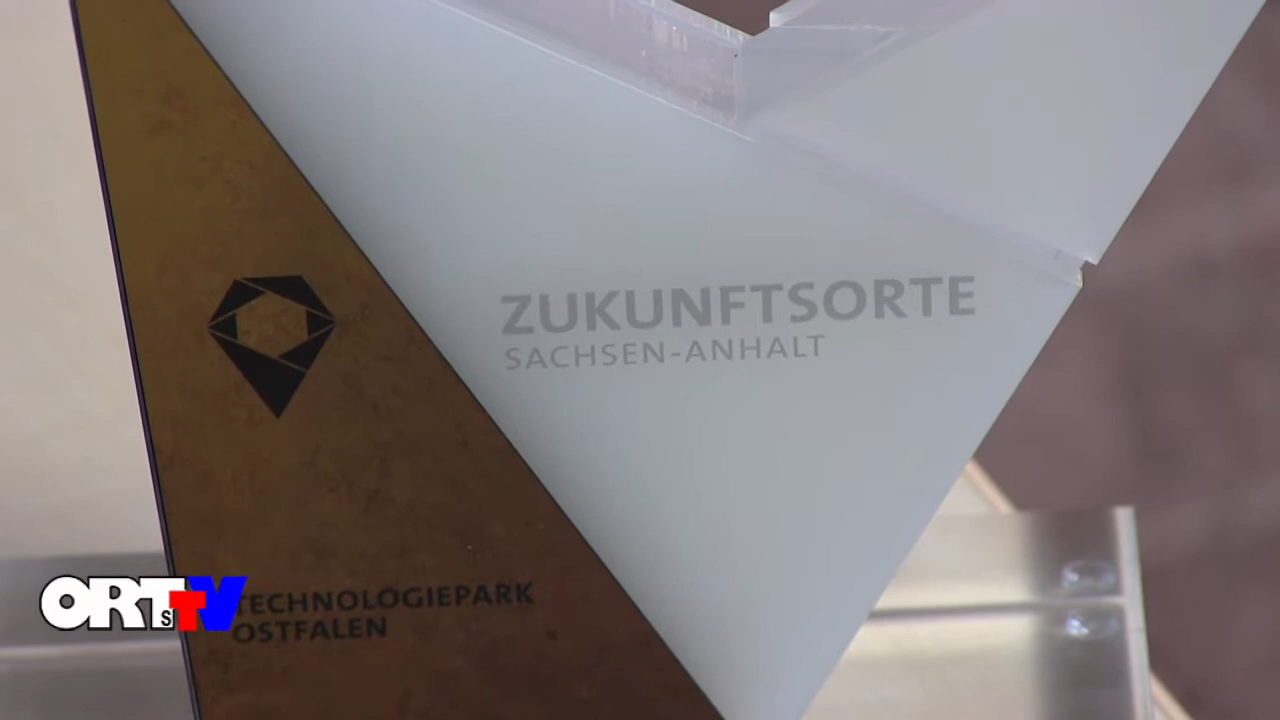 ZUKUNFTSORTE
SACHSEN-ANHALT
TECHNOLOGIEPARK
OSTFALEN
ORTSTV